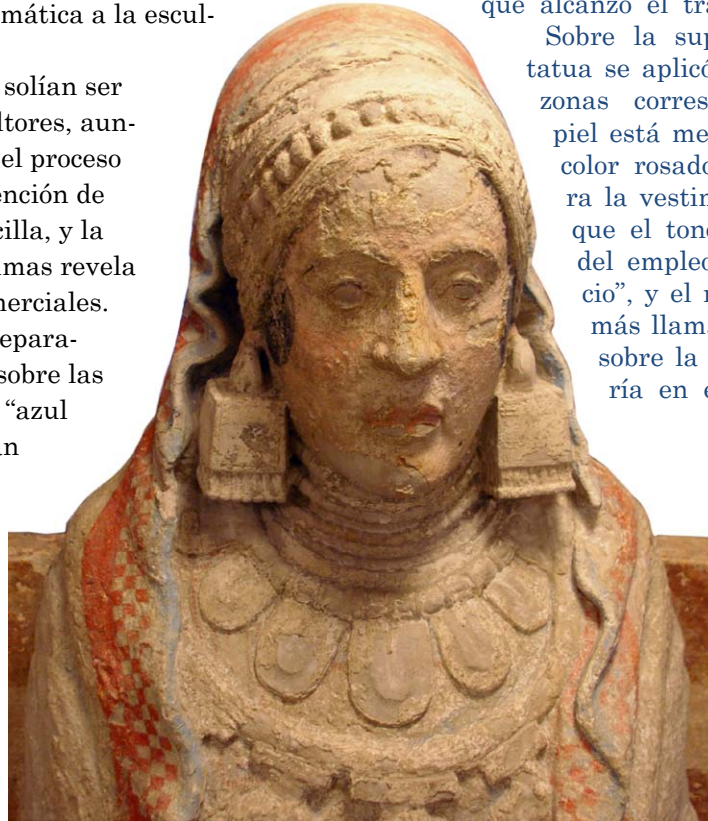 mática a la escul-
solían ser
ltores, aun-
el proceso
ención de
cilla, y la
mas revela
merciales.
epara-
sobre las
“azul
an
que alcanzó el tra
Sobre la sup
tatua se aplicó
zonas corres
piel está me
color rosado
ra la vestin
que el tono
del empleo
cio”, y el
más llama
sobre la
ría en e